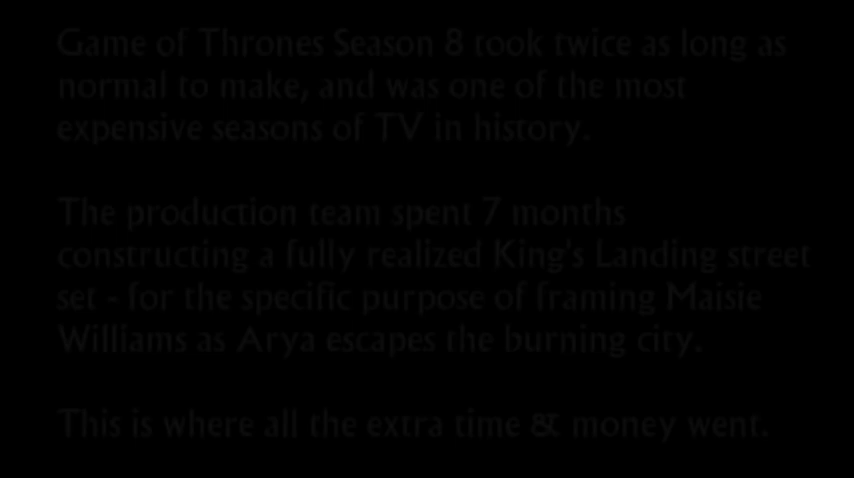 Game of Thrones Season 8 took twice as long as
normal to make, and was one of the most
expensive seasons of TV in history.
The production team spent 7 months
constructing a fully realized King's Landing street
set - for the specific purpose of framing Maisie
Williams as Arya escapes the burning city.
This is where all the extra time & money went.